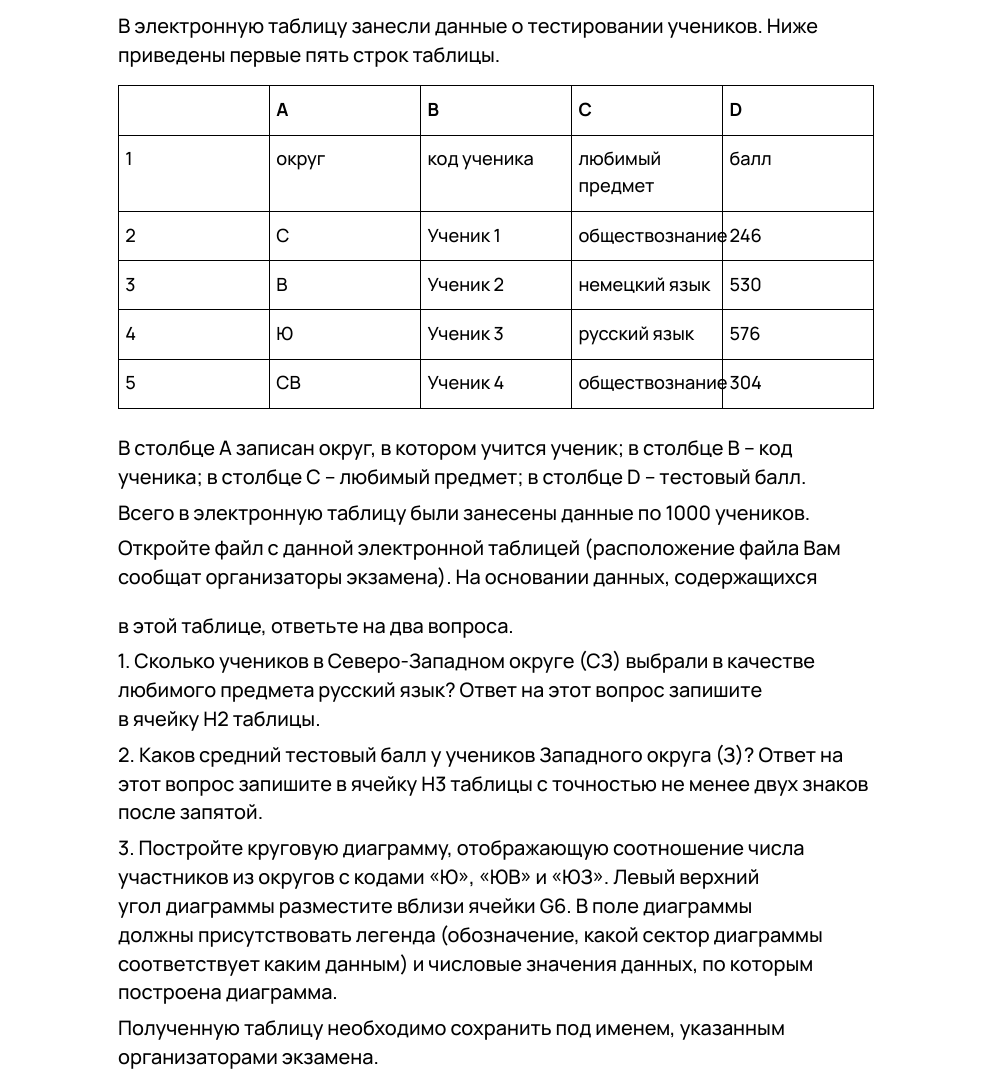 В электронную таблицу занесли данные о тестировании учеников. Ниже
приведены первые пять строк таблицы.
A B C D
1 округ код ученика любимый предмет балл
2 С Ученик 1 обществознание 246
3 В Ученик 2 немецкий язык 530
4 Ю Ученик 3 русский язык 576
5 СВ Ученик 4 обществознание 304
В столбце A записан округ, в котором учится ученик; в столбце B – код
ученика; в столбце C – любимый предмет; в столбце D – тестовый балл.
Всего в электронную таблицу были занесены данные по 1000 учеников.
Откройте файл с данной электронной таблицей (расположение файла Вам
сообщат организаторы экзамена). На основании данных, содержащихся
в этой таблице, ответьте на два вопроса.
1. Сколько учеников в Северо-Западном округе (СЗ) выбрали в качестве
любимого предмета русский язык? Ответ на этот вопрос запишите
в ячейку H2 таблицы.
2. Каков средний тестовый балл у учеников Западного округа (З)? Ответ на
этот вопрос запишите в ячейку H3 таблицы с точностью не менее двух знаков
после запятой.
3. Постройте круговую диаграмму, отображающую соотношение числа
участников из округов с кодами «Ю», «ЮВ» и «ЮЗ». Левый верхний
угол диаграммы разместите вблизи ячейки G6. В поле диаграммы
должны присутствовать легенда (обозначение, какой сектор диаграммы
соответствует каким данным) и числовые значения данных, по которым
построена диаграмма.
Полученную таблицу необходимо сохранить под именем, указанным
организаторами экзамена.